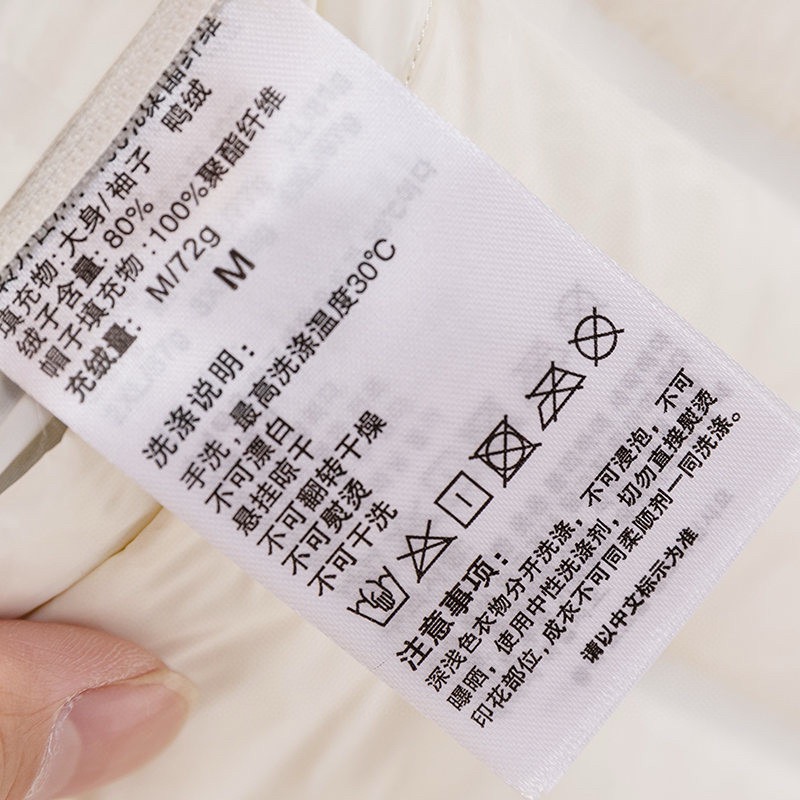 100%聚酯纤维
填充物:大身/袖子 鸭绒
绒子含量:80%
帽子填充物:100%聚酯纤维
充绒量: M/72g
M
洗涤说明:
手洗,最高洗涤温度30℃
不可漂白
悬挂晾干
不可翻转干燥
不可熨烫
不可干洗
注意事项:
深浅色衣物分开洗涤,不可浸泡,不可
曝晒,使用中性洗涤剂,切勿直接熨烫
印花部位,成衣不可同柔顺剂一同洗涤。
请以中文标示为准